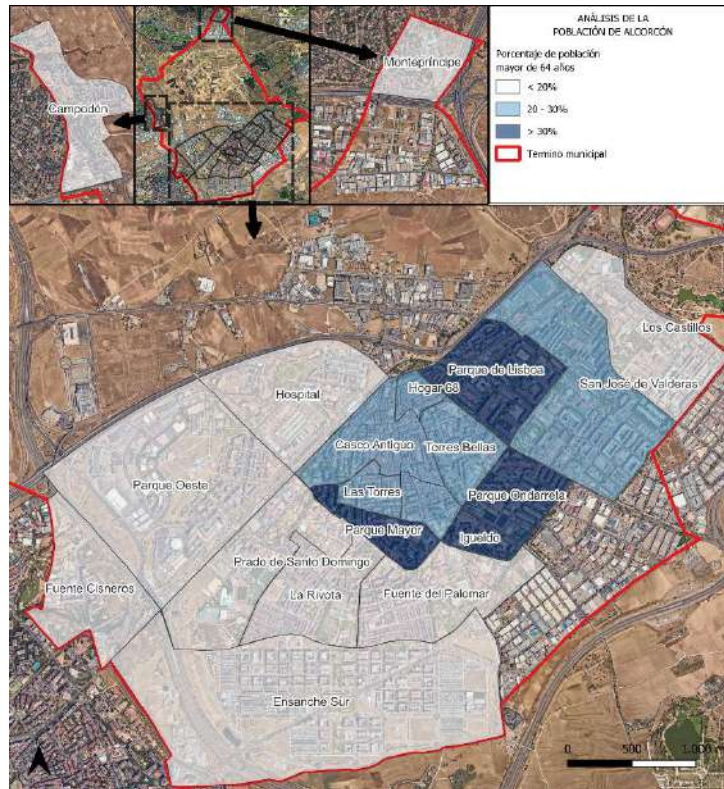 ANÁLISIS DE LA
POBLACIÓN DE ALCORCÓN
Porcentaje de población
mayor de 64 años
< 20%
20 - 30%
> 30%
Termino municipal
Campodón
Montepríncipe
Los Castillos
Parque de Lisboa
San José de Valderas
Hogar 68
Hospital
Casco Antiguo
Torres Bellas
Parque Oeste
Las Torres
Parque Ondarreta
Parque Mayor
Igueldo
Prado de Santo Domingo
Fuente Cisneros
La Rivota
Fuente del Palomar
Ensanche Sur
0 500 1.000 m